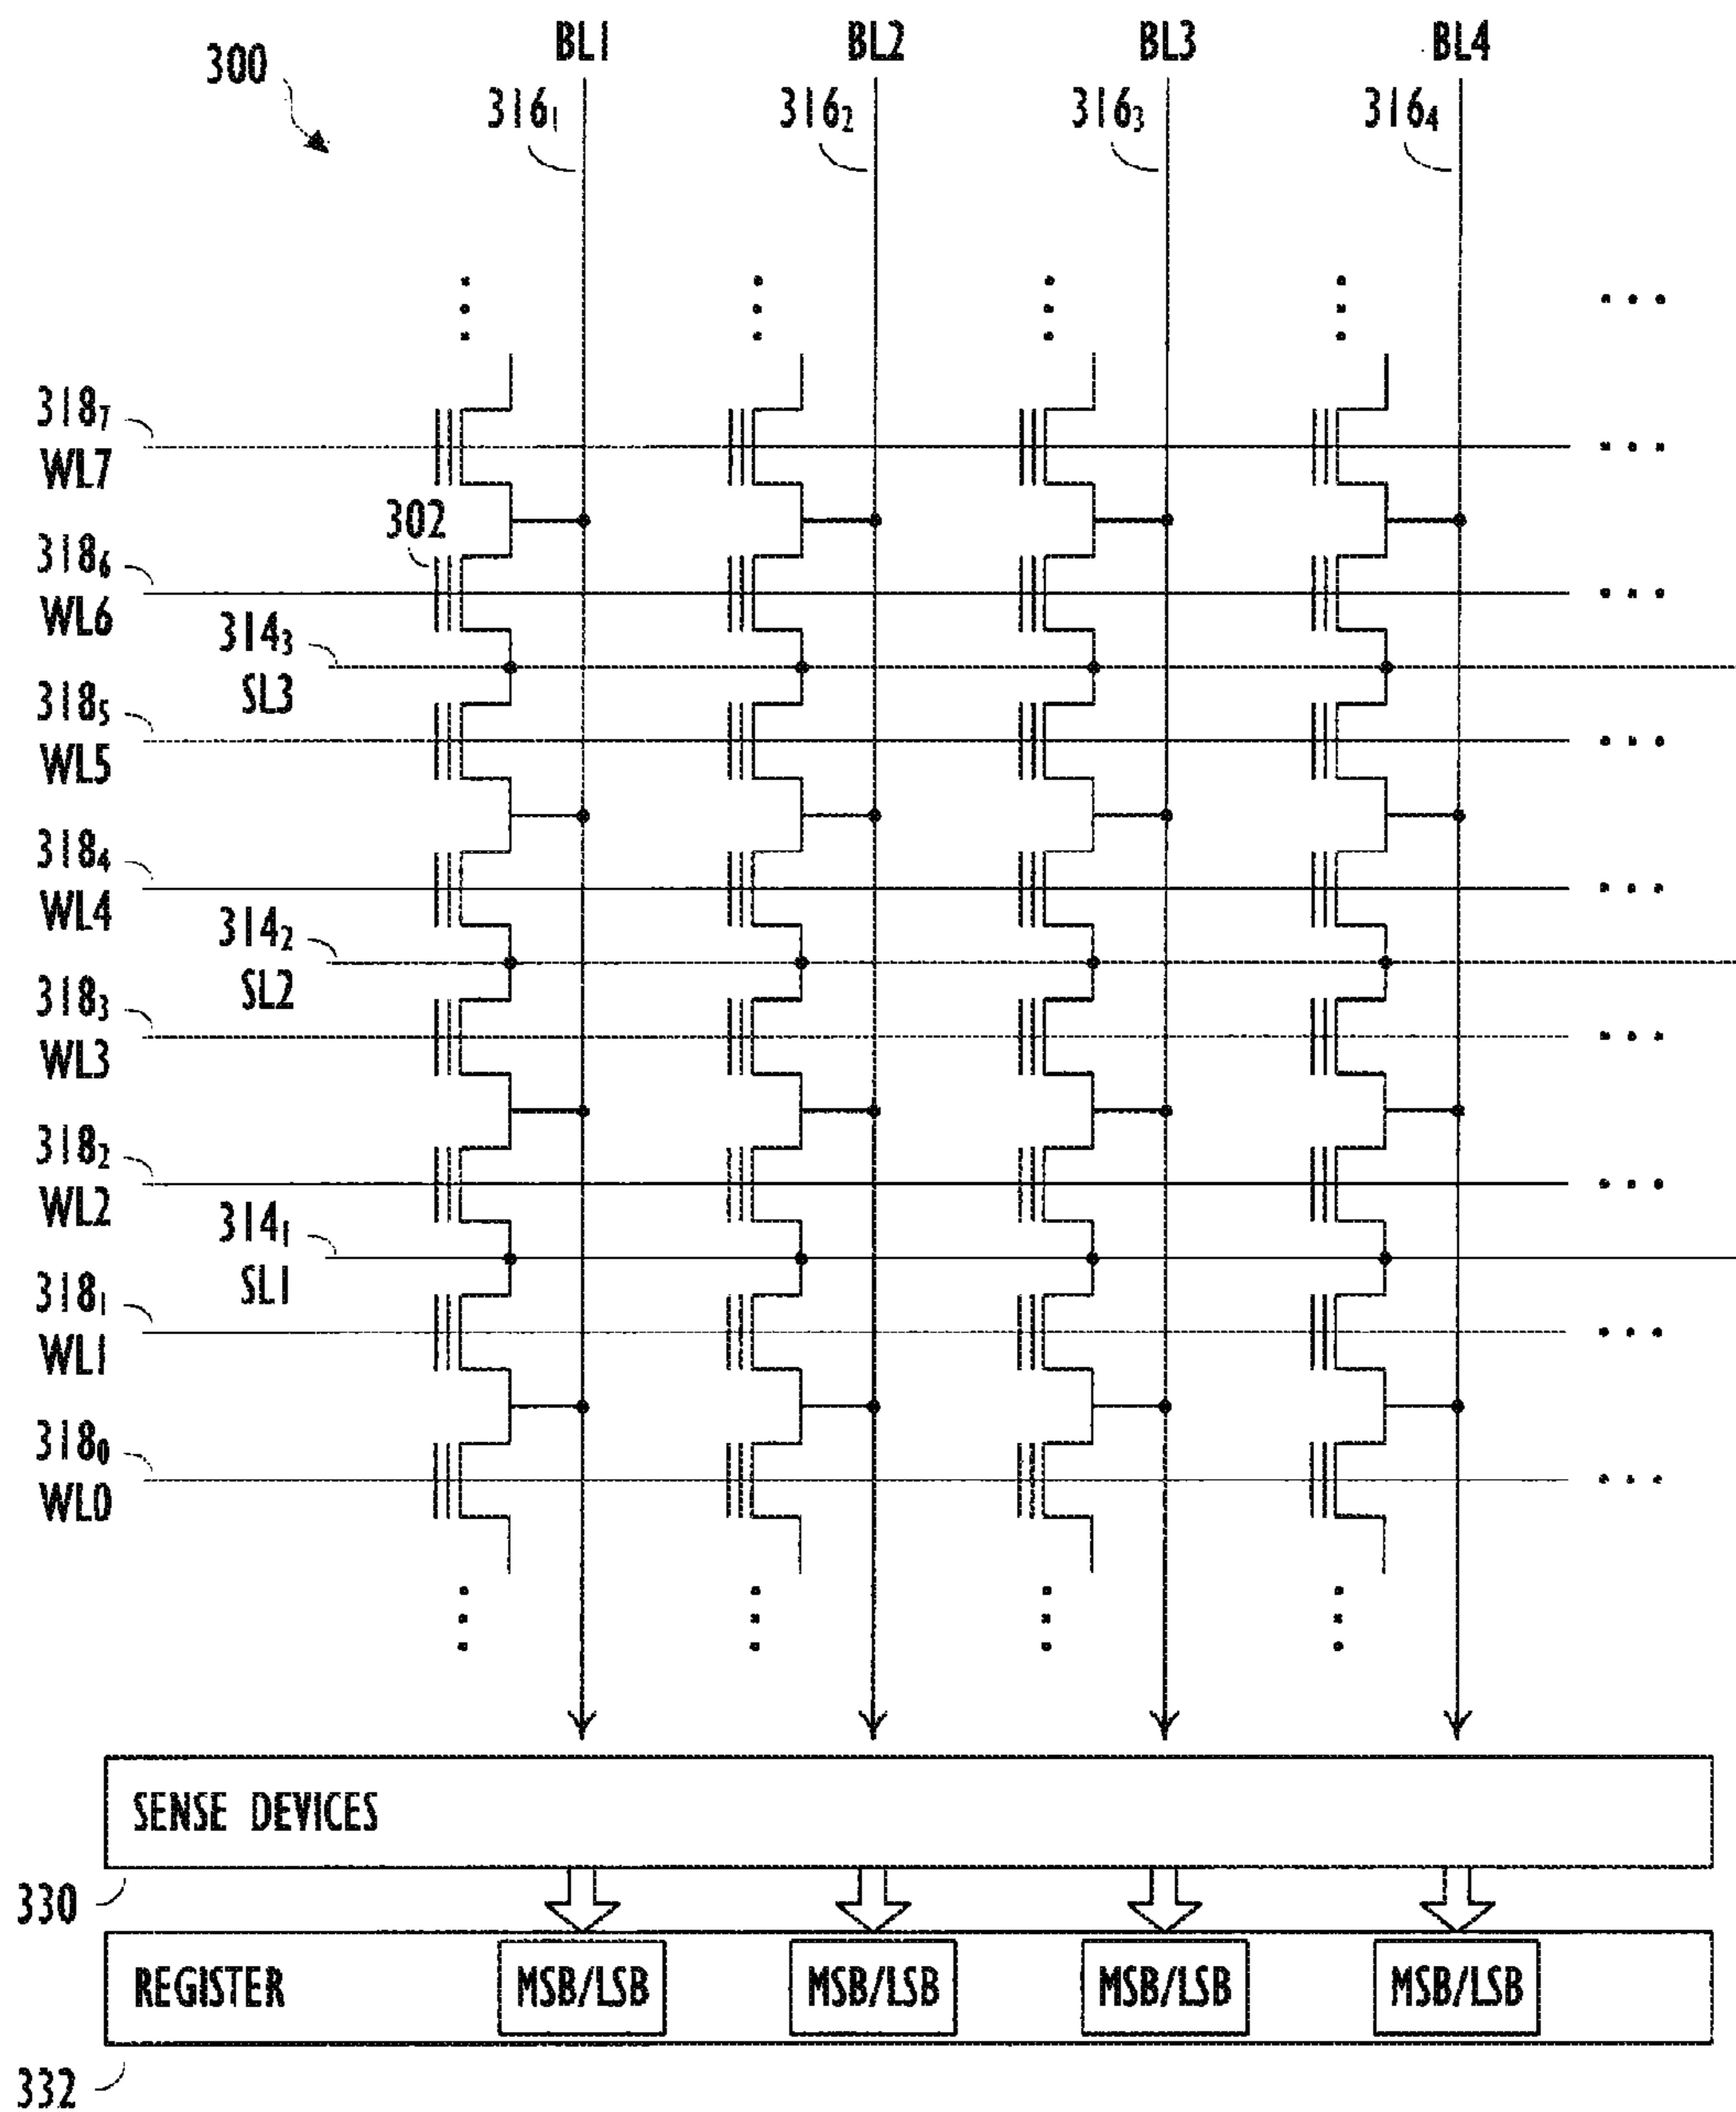 BL1 BL2 BL3 BL4
300
316₁ 316₂ 316₃ 316₄
318₇
WL7
302
318₆
WL6
314₃
SL3
318₅
WL5
318₄
WL4
314₂
SL2
318₃
WL3
318₂
WL2
314₁
SL1
318₁
WL1
318₀
WL0
SENSE DEVICES
330
REGISTER MSB/LSB MSB/LSB MSB/LSB MSB/LSB
332